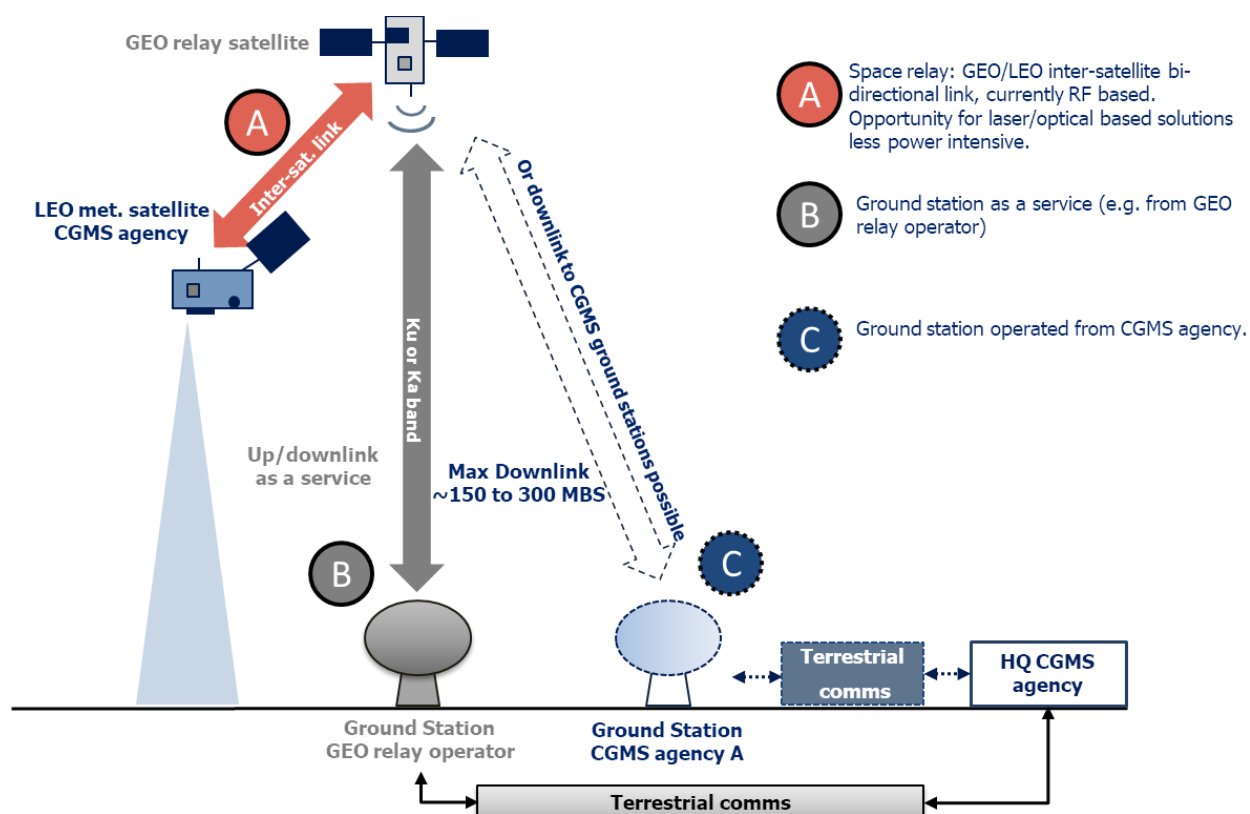 GEO relay satellite
A
Inter-sat. link
LEO met. satellite
CGMS agency
Ku or Ka band
Or downlink to CGMS ground stations possible
Up/downlink
as a service
Max Downlink
~150 to 300 MBS
B
C
Terrestrial
comms
HQ CGMS
agency
Ground Station
GEO relay operator
Ground Station
CGMS agency A
Terrestrial comms
A
Space relay: GEO/LEO inter-satellite bi-
directional link, currently RF based.
Opportunity for laser/optical based solutions
less power intensive.
B
Ground station as a service (e.g. from GEO
relay operator)
C
Ground station operated from CGMS agency.